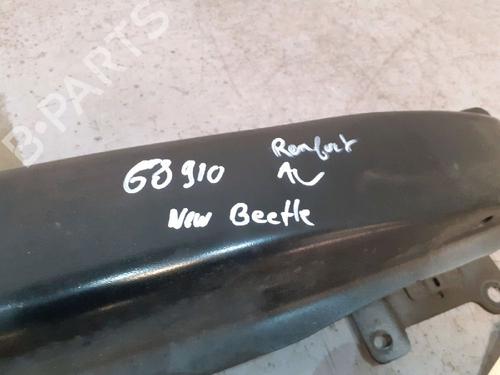 B-PARTS
68910
Renfort
AV
New Beetle